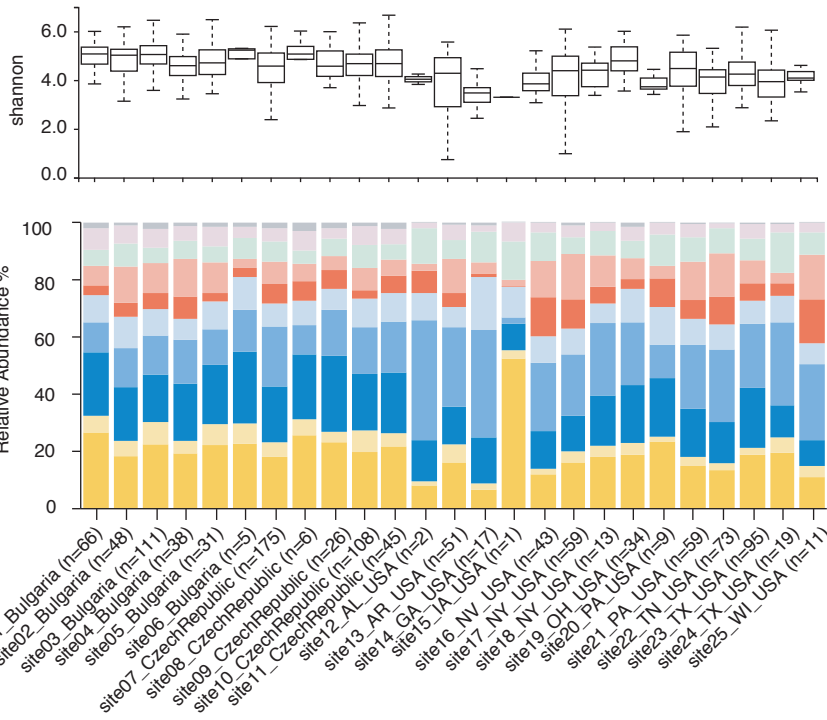 shannon
6.0
4.0
2.0
0.0
Relative Abundance %
100
80
60
40
20
0
_Bulgaria (n=66)
site02_Bulgaria (n=48)
site03_Bulgaria (n=111)
site04_Bulgaria (n=38)
site05_Bulgaria (n=31)
site06_Bulgaria (n=5)
site07_CzechRepublic (n=175)
site08_CzechRepublic (n=6)
site09_CzechRepublic (n=26)
site10_CzechRepublic (n=108)
site11_CzechRepublic (n=45)
site12_AL_USA (n=2)
site13_AR_USA (n=51)
site14_GA_USA (n=17)
site15_IA_USA (n=1)
site16_NV_USA (n=43)
site17_NY_USA (n=59)
site18_NY_USA (n=13)
site19_OH_USA (n=34)
site20_PA_USA (n=9)
site21_PA_USA (n=59)
site22_TN_USA (n=73)
site23_TX_USA (n=95)
site24_TX_USA (n=19)
site25_WI_USA (n=11)